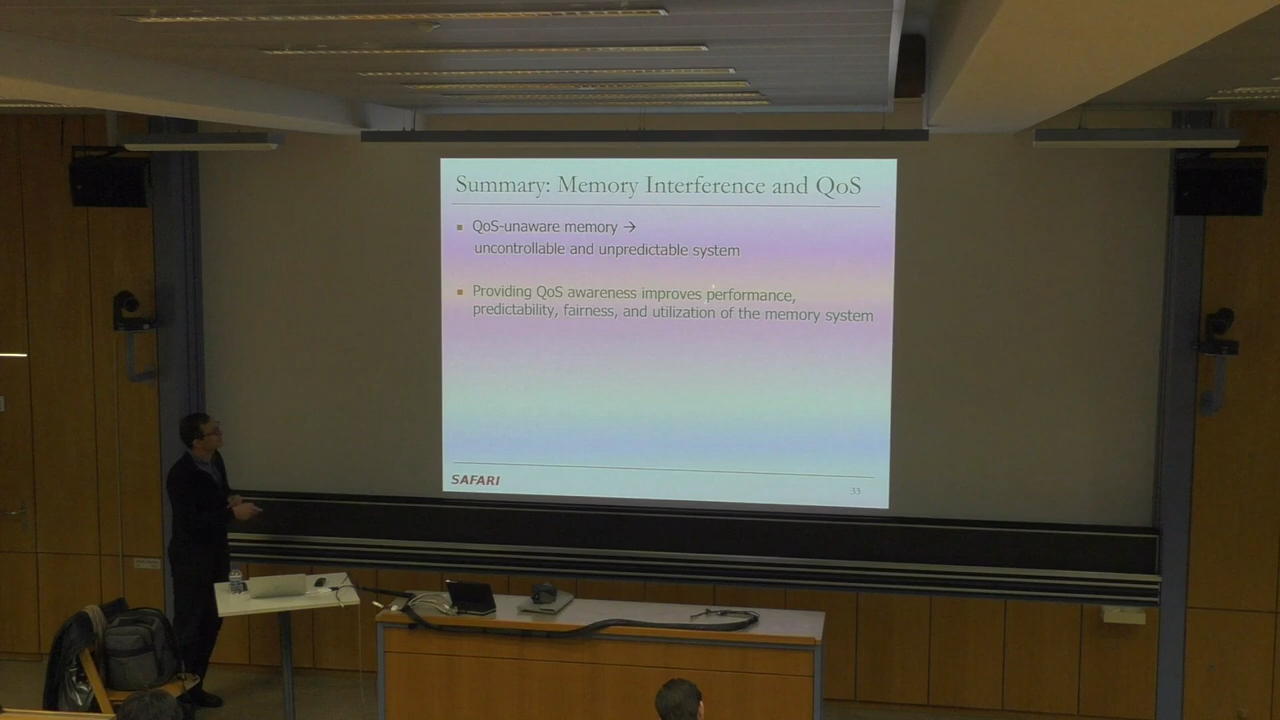 Summary: Memory Interference and QoS
▪ QoS-unaware memory →
uncontrollable and unpredictable system
▪ Providing QoS awareness improves performance,
predictability, fairness, and utilization of the memory system
SAFARI
33